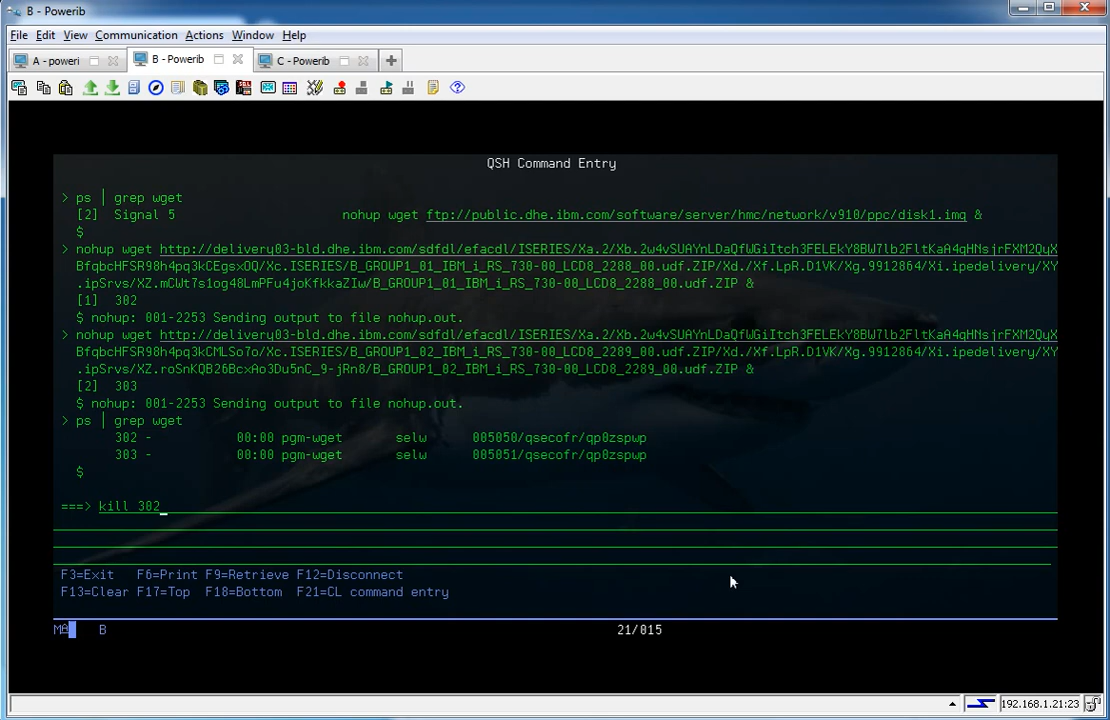 B - Powerib
File Edit View Communication Actions Window Help
A - poweri B - Powerib C - Powerib
QSH Command Entry
> ps | grep wget
[2] Signal 5 nohup wget ftp://public.dhe.ibm.com/software/server/hmc/network/v910/ppc/disk1.img &
$
> nohup wget http://delivery03-bld.dhe.ibm.com/sdfdl/efacdl/ISERIES/Xa.2/Xb.2w4vSUAYnLDaQfWGiItch3FELEkY8BW7lb2FltKaA4qHNsjrFXM2QyX
BfqbcHFSR98h4pq3kCEgsxOQ/Xc.ISERIES/B_GROUP1_01_IBM_i_RS_730-00_LCD8_2288_00.udf.ZIP/Xd./Xf.LpR.D1VK/Xg.9912864/Xi.ipedelivery/XY
.ipSrvs/XZ.mCWt7s1og48LmPFu4joKfkkaZIw/B_GROUP1_01_IBM_i_RS_730-00_LCD8_2288_00.udf.ZIP &
[1] 302
$ nohup: 001-2253 Sending output to file nohup.out.
> nohup wget http://delivery03-bld.dhe.ibm.com/sdfdl/efacdl/ISERIES/Xa.2/Xb.2w4vSUAYnLDaQfWGiItch3FELEkY8BW7lb2FltKaA4qHNsjrFXM2QyX
BfqbcHFSR98h4pq3kCMLSo7o/Xc.ISERIES/B_GROUP1_02_IBM_i_RS_730-00_LCD8_2289_00.udf.ZIP/Xd./Xf.LpR.D1VK/Xg.9912864/Xi.ipedelivery/XY
.ipSrvs/XZ.roSnKQB26BcxAo3Du5nC_9-jRn8/B_GROUP1_02_IBM_i_RS_730-00_LCD8_2289_00.udf.ZIP &
[2] 303
$ nohup: 001-2253 Sending output to file nohup.out.
> ps | grep wget
302 - 00:00 pgm-wget selw 005050/qsecofr/qp0zspwp
303 - 00:00 pgm-wget selw 005051/qsecofr/qp0zspwp
$
===> kill 302_
F3=Exit F6=Print F9=Retrieve F12=Disconnect
F13=Clear F17=Top F18=Bottom F21=CL command entry
B 21/015
192.168.1.21:23